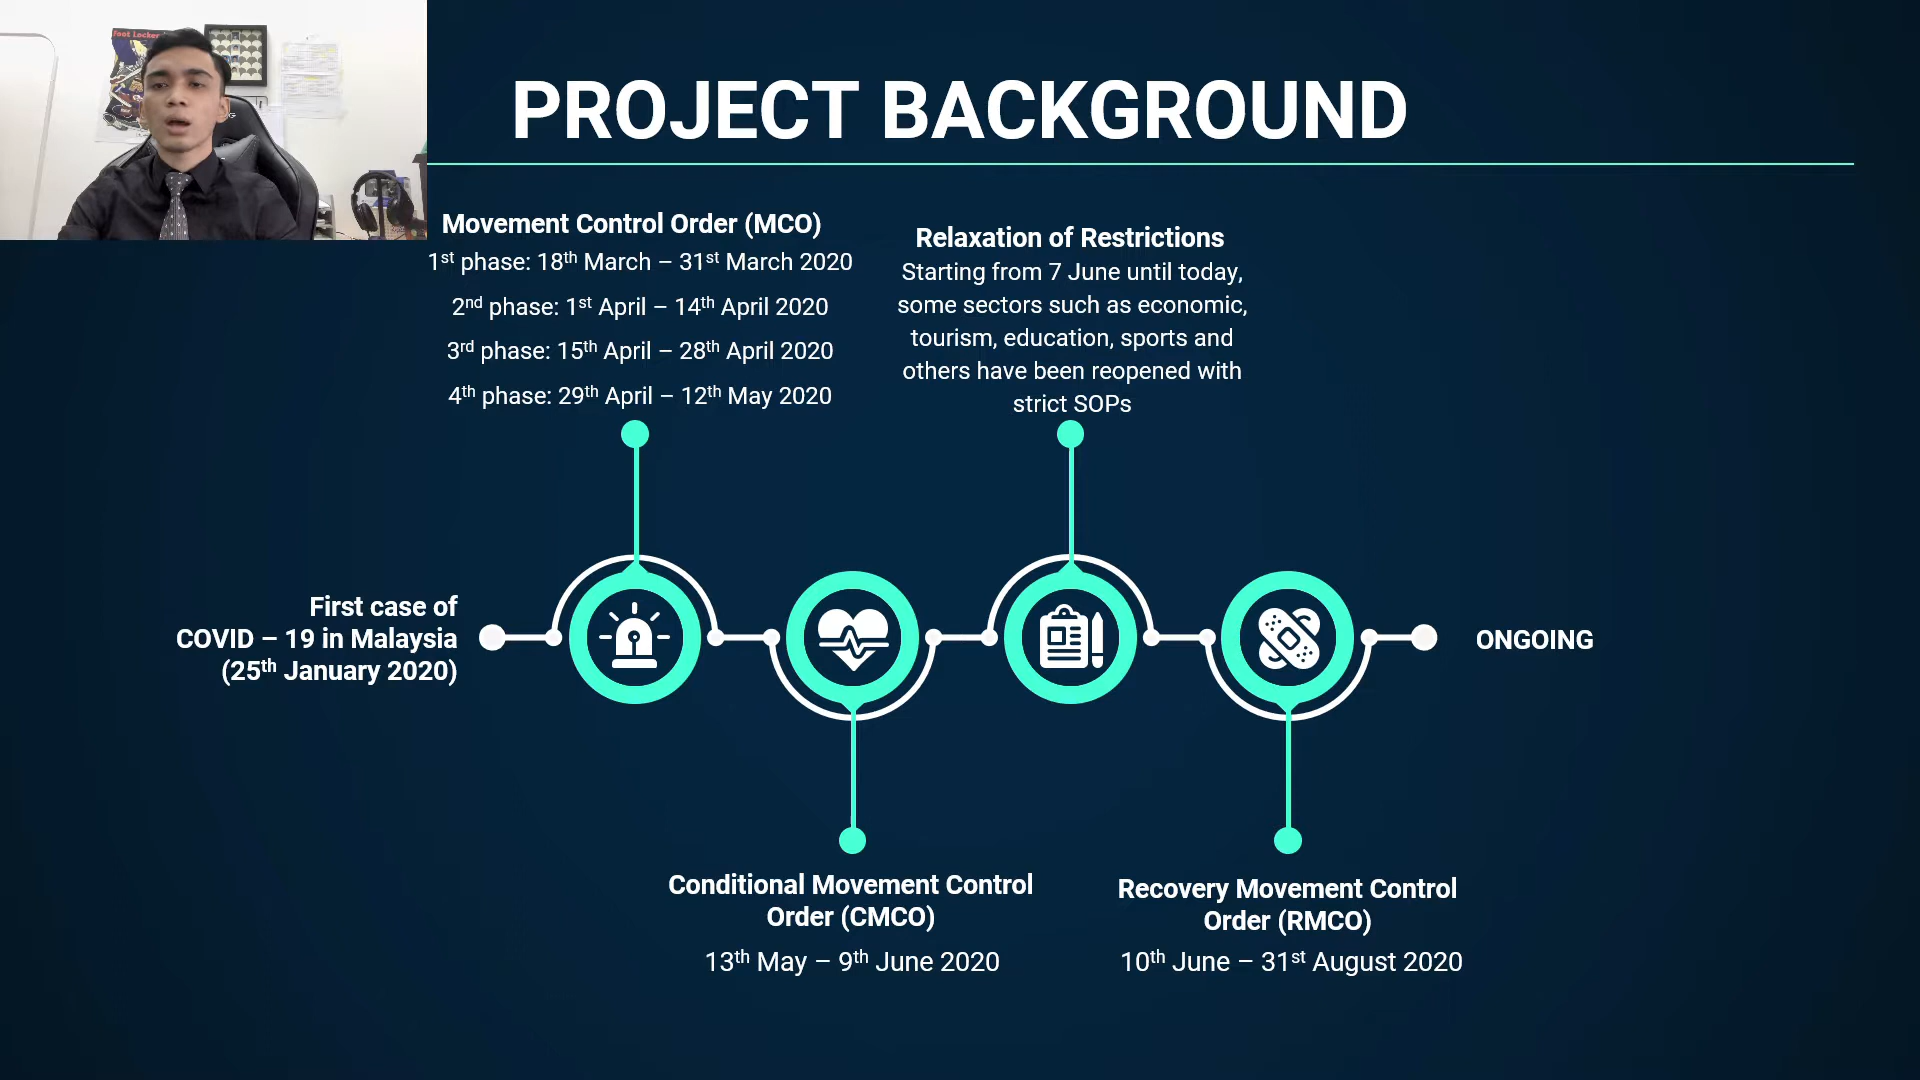 Foot Locker
PROJECT BACKGROUND
Movement Control Order (MCO)
1st phase: 18th March – 31st March 2020
2nd phase: 1st April – 14th April 2020
3rd phase: 15th April – 28th April 2020
4th phase: 29th April – 12th May 2020
Relaxation of Restrictions
Starting from 7 June until today,
some sectors such as economic,
tourism, education, sports and
others have been reopened with
strict SOPs
First case of
COVID – 19 in Malaysia
(25th January 2020)
ONGOING
Conditional Movement Control
Order (CMCO)
13th May – 9th June 2020
Recovery Movement Control
Order (RMCO)
10th June – 31st August 2020